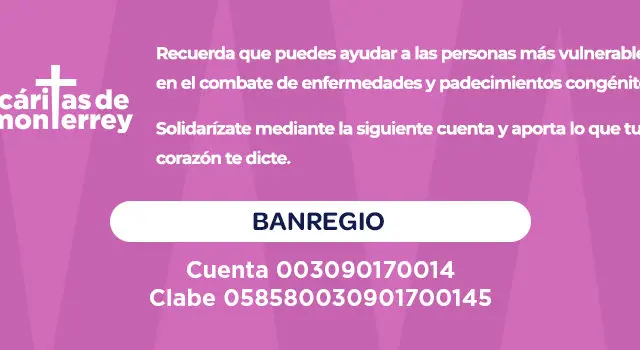 cáritas de
monterrey
Recuerda que puedes ayudar a las personas más vulnerable
en el combate de enfermedades y padecimientos congénit
Solidarízate mediante la siguiente cuenta y aporta lo que tu
corazón te dicte.
BANREGIO
Cuenta 003090170014
Clabe 058580030901700145